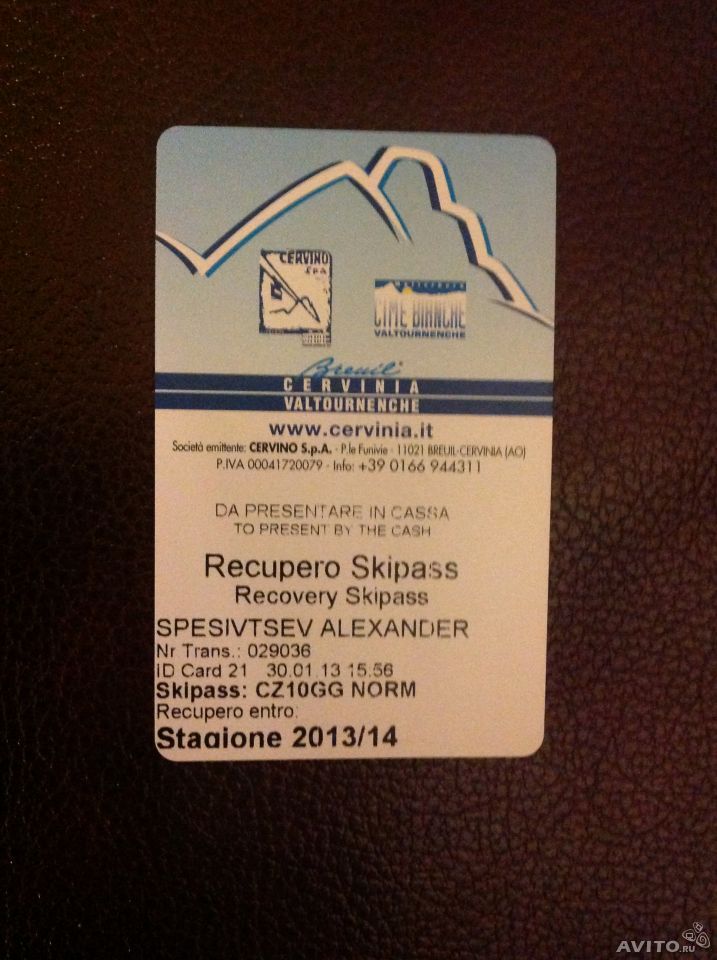 CERVINO
SPA
CIME BIANCHE
VALTOURNENCHE
Breuil
CERVINIA
VALTOURNENCHE
www.cervinia.it
Società emittente: CERVINO S.p.A. - P.le Funivie - 11021 BREUIL-CERVINIA (AO)
P.IVA 00041720079 - Info: +39 0166 944311
DA PRESENTARE IN CASSA
TO PRESENT BY THE CASH
Recupero Skipass
Recovery Skipass
SPESIVTSEV ALEXANDER
Nr Trans.: 029036
ID Card 21 30.01.13 15.56
Skipass: CZ10GG NORM
Recupero entro:
Stagione 2013/14
AVITO.ru